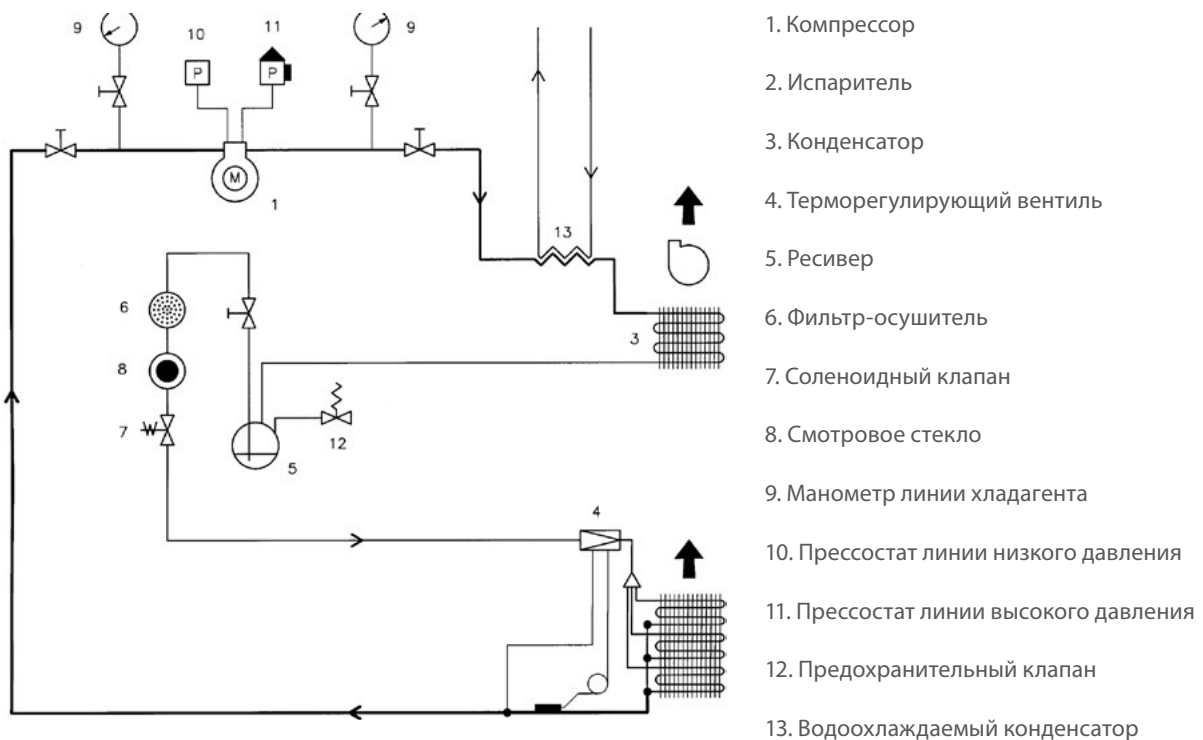 9
10
11
9
P
P
M
1
13
3
6
8
7
12
5
4
1. Компрессор
2. Испаритель
3. Конденсатор
4. Терморегулирующий вентиль
5. Ресивер
6. Фильтр-осушитель
7. Соленоидный клапан
8. Смотровое стекло
9. Манометр линии хладагента
10. Прессостат линии низкого давления
11. Прессостат линии высокого давления
12. Предохранительный клапан
13. Водоохлаждаемый конденсатор